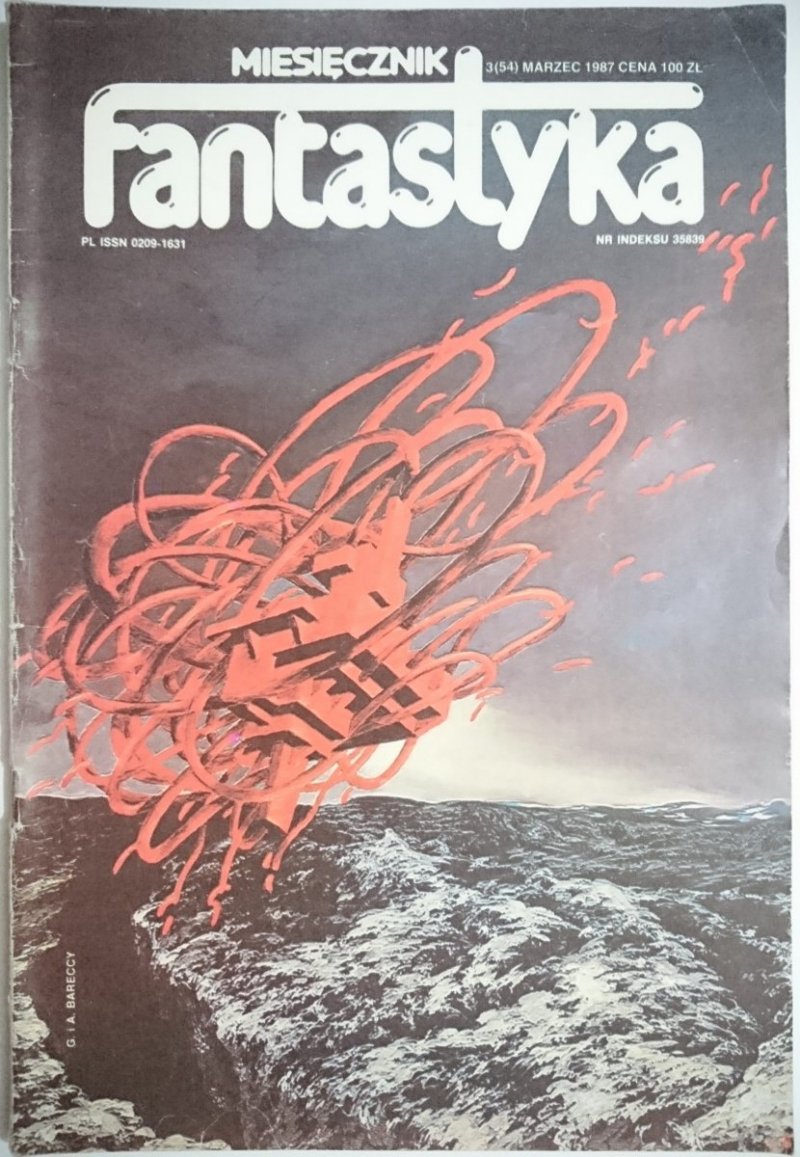 MIESIĘCZNIK
3(54) MARZEC 1987 CENA 100 ZŁ
fantastyka
PL ISSN 0209-1631
NR INDEKSU 35839
G. i A. BARECCY